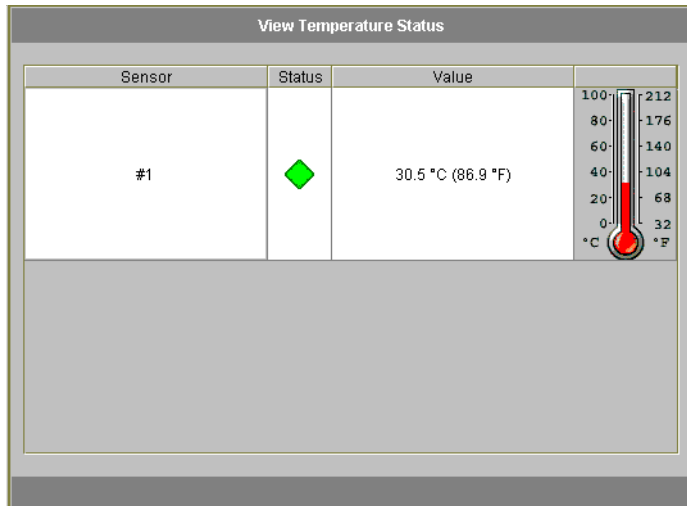 View Temperature Status
Sensor Status Value
#1 30.5 °C (86.9 °F)
100 212
80 176
60 140
40 104
20 68
0 32
°C °F